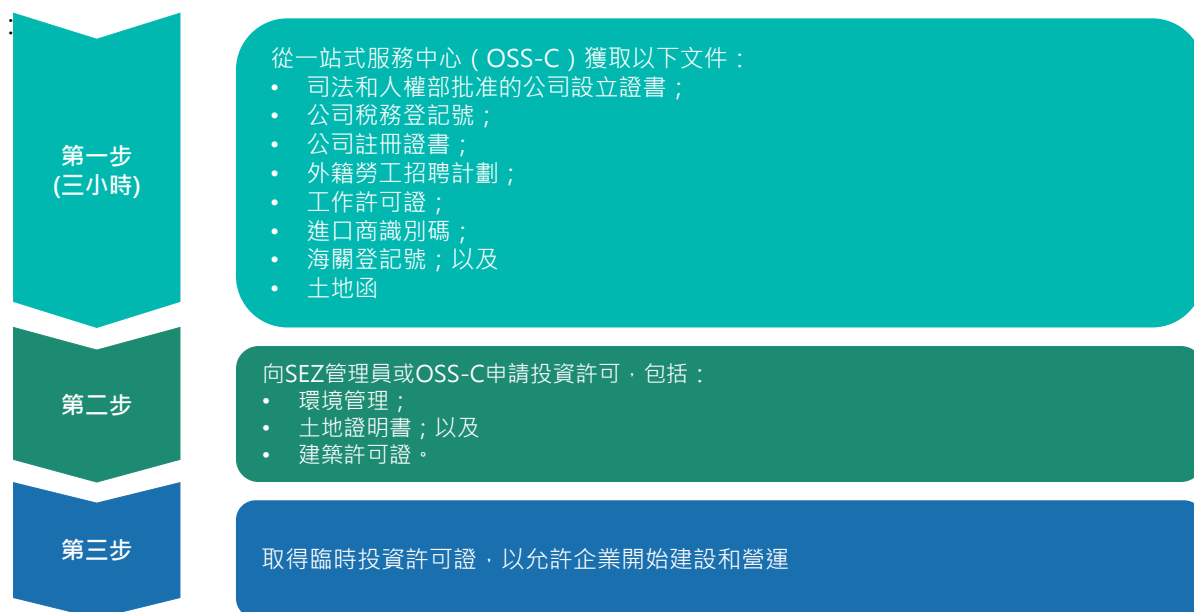 :
第一步
(三小時)
從一站式服務中心（OSS-C）獲取以下文件：
• 司法和人權部批准的公司設立證書；
• 公司稅務登記號；
• 公司註冊證書；
• 外籍勞工招聘計劃；
• 工作許可證；
• 進口商識別碼；
• 海關登記號；以及
• 土地函
第二步
向SEZ管理員或OSS-C申請投資許可，包括：
• 環境管理；
• 土地證明書；以及
• 建築許可證。
第三步
取得臨時投資許可證，以允許企業開始建設和營運